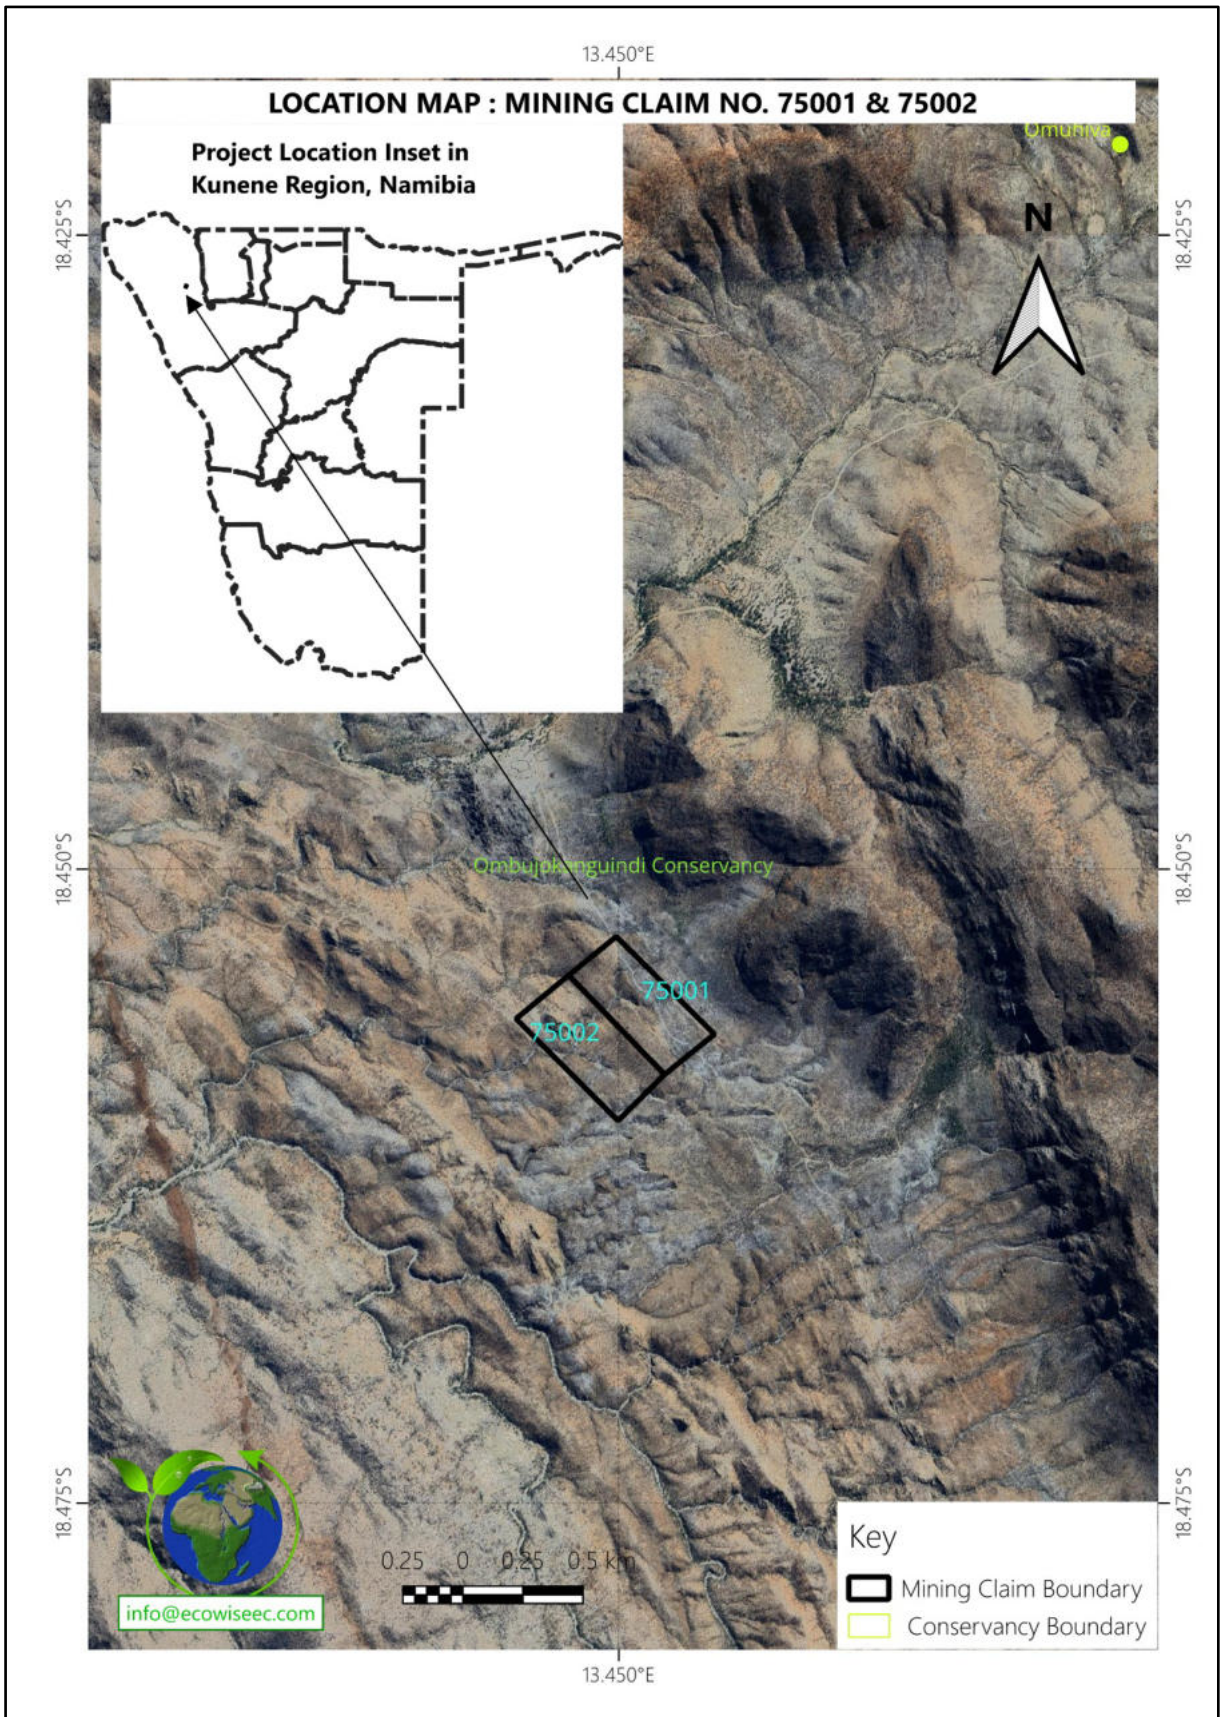 13.450°E
LOCATION MAP : MINING CLAIM NO. 75001 & 75002
Omuhiva
Project Location Inset in
Kunene Region, Namibia
N
18.425°S
18.425°S
Ombujokanguindi Conservancy
18.450°S
18.450°S
75001
75002
18.475°S
18.475°S
Key
Mining Claim Boundary
Conservancy Boundary
0.25 0 0.25 0.5 km
info@ecowiseec.com
13.450°E